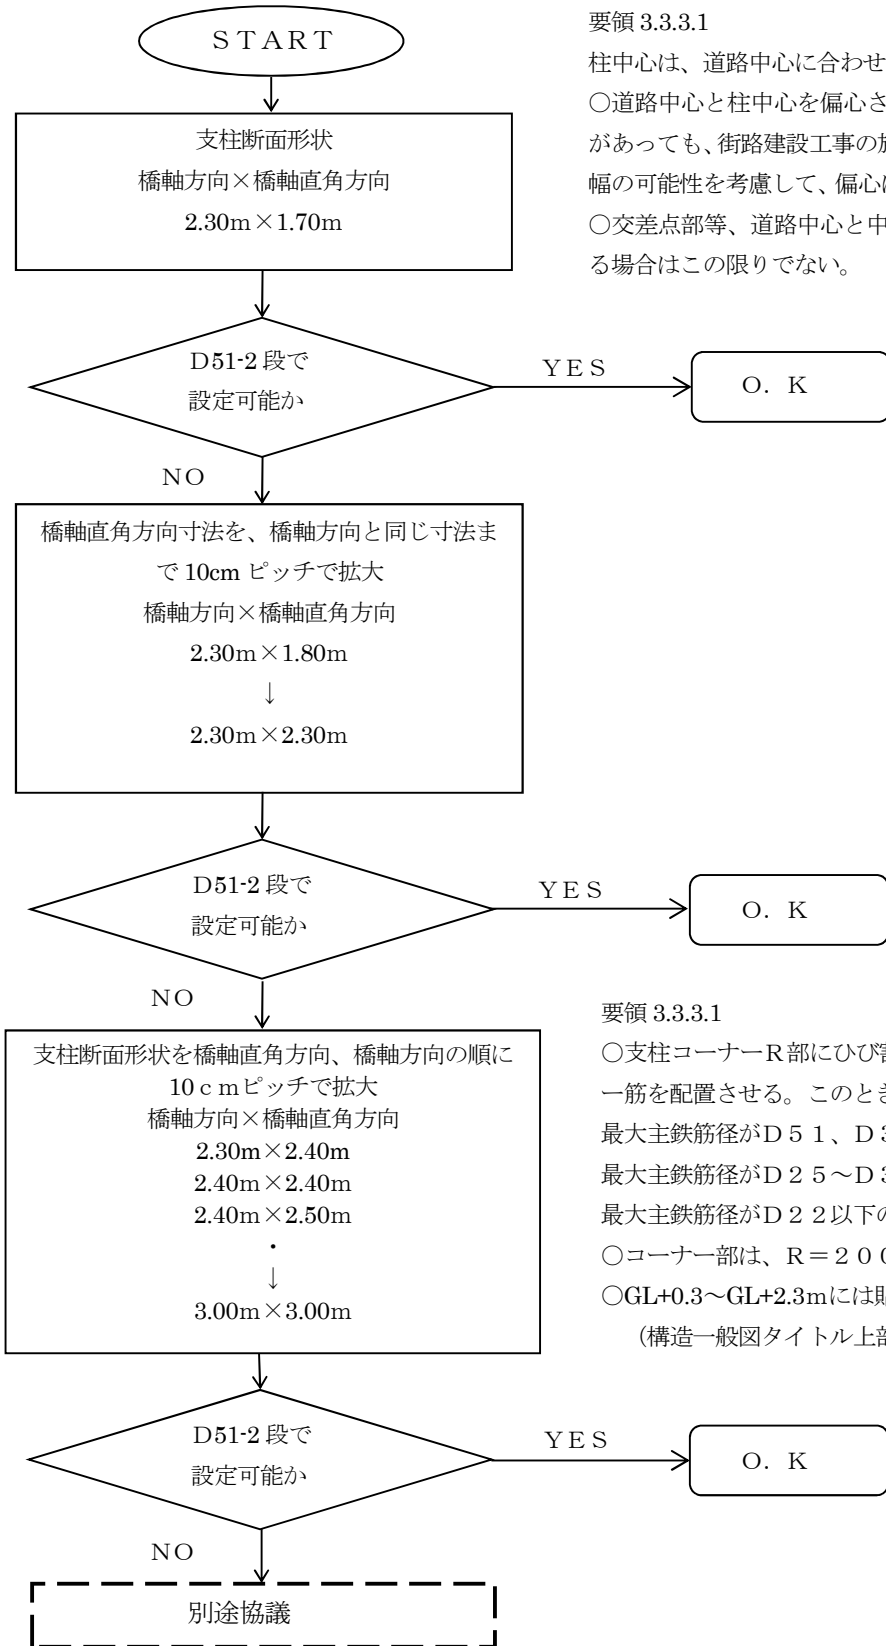 ＳＴＡＲＴ
支柱断面形状
橋軸方向×橋軸直角方向
2.30ｍ×1.70ｍ
Ｄ51-2 段で
設定可能か
ＹＥＳ
Ｏ．Ｋ
ＮＯ
橋軸直角方向寸法を、橋軸方向と同じ寸法ま
で 10cm ピッチで拡大
橋軸方向×橋軸直角方向
2.30ｍ×1.80ｍ
↓
2.30ｍ×2.30ｍ
Ｄ51-2 段で
設定可能か
ＹＥＳ
Ｏ．Ｋ
ＮＯ
支柱断面形状を橋軸直角方向、橋軸方向の順に
10ｃｍピッチで拡大
橋軸方向×橋軸直角方向
2.30m×2.40m
2.40ｍ×2.40ｍ
2.40ｍ×2.50ｍ
・
↓
3.00ｍ×3.00ｍ
Ｄ51-2 段で
設定可能か
ＹＥＳ
Ｏ．Ｋ
ＮＯ
別途協議
要領 3.3.3.1
柱中心は、道路中心に合わせ
○道路中心と柱中心を偏心さ
があっても、街路建設工事の
幅の可能性を考慮して、偏心
○交差点部等、道路中心と中
る場合はこの限りでない。
要領 3.3.3.1
○支柱コーナーＲ部にひび
一筋を配置させる。このとき
最大主鉄筋径がＤ５１、Ｄ
最大主鉄筋径がＤ２５～Ｄ
最大主鉄筋径がＤ２２以下の
○コーナー部は、Ｒ＝２００
○GL+0.3～GL+2.3ｍには
（構造一般図タイトル上部